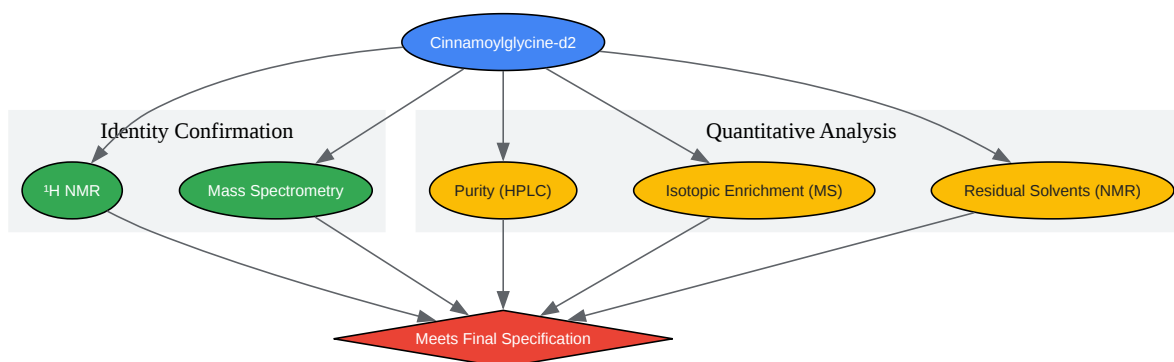 Cinnamoylglycine-d2
Identity Confirmation
Quantitative Analysis
¹H NMR
Mass Spectrometry
Purity (HPLC)
Isotopic Enrichment (MS)
Residual Solvents (NMR)
Meets Final Specification